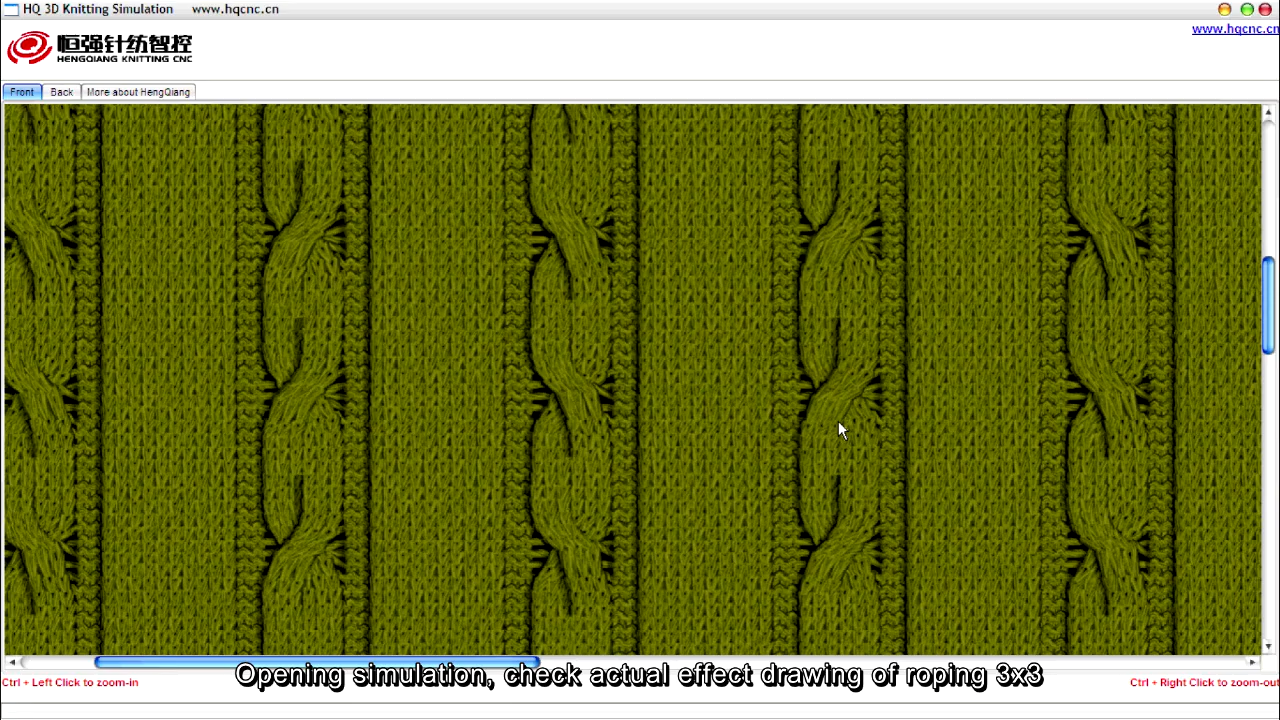 HQ 3D Knitting Simulation www.hqcnc.cn
www.hqcnc.cn
恒强针纺智控
HENGQIANG KNITTING CNC
Front Back More about HengQiang
Opening simulation, check actual effect drawing of roping 3x3
Ctrl + Left Click to zoom-in
Ctrl + Right Click to zoom-out